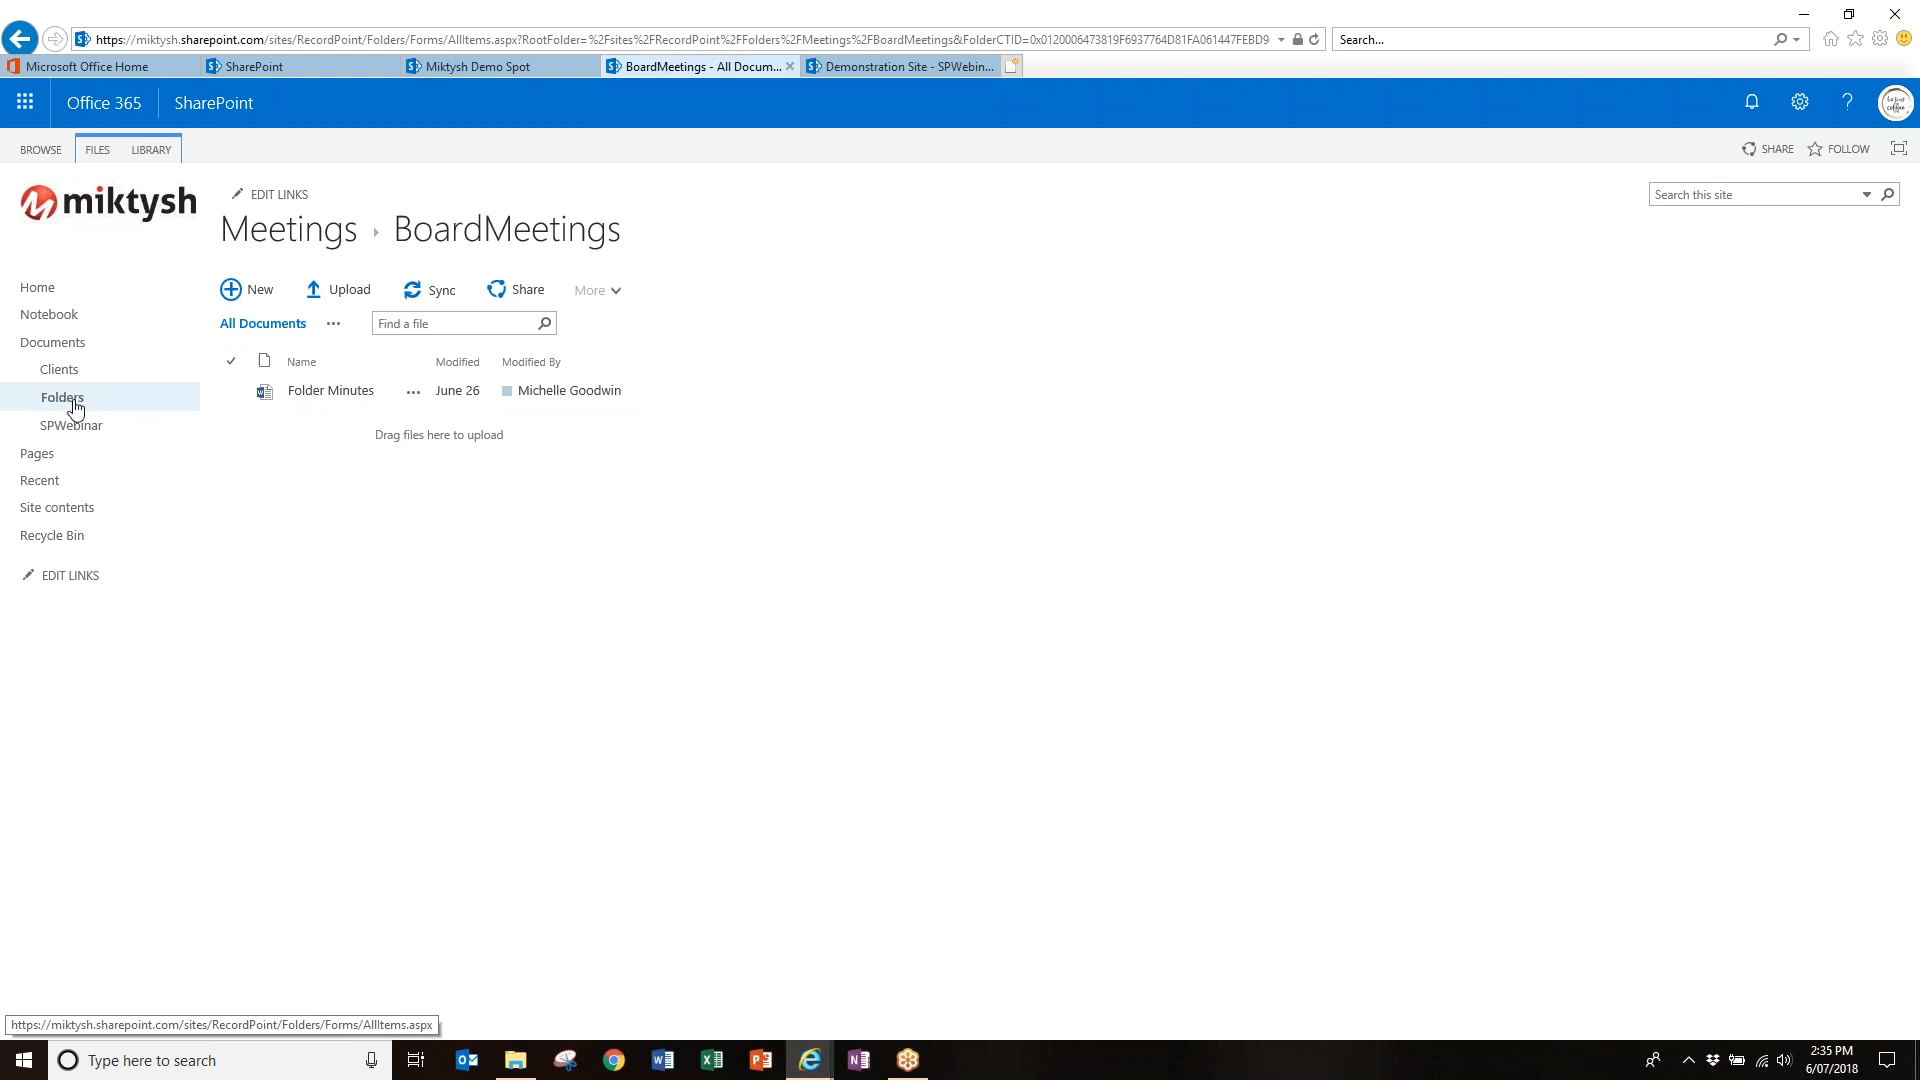 https://miktysh.sharepoint.com/sites/RecordPoint/Folders/Forms/AllItems.aspx?RootFolder=%2Fsites%2FRecordPoint%2FFolders%2FMeetings%2FBoardMeetings&FolderCTID=0x0120006473819F6937764D81FA061447FEBD9
Search...
Microsoft Office Home
SharePoint
Miktysh Demo Spot
BoardMeetings - All Docum...
Demonstration Site - SPWebin...
Office 365
SharePoint
BROWSE
FILES
LIBRARY
SHARE
FOLLOW
miktysh
EDIT LINKS
Search this site
Meetings
BoardMeetings
Home
Notebook
Documents
Clients
Folders
SPWebinar
Pages
Recent
Site contents
Recycle Bin
EDIT LINKS
New
Upload
Sync
Share
More
All Documents
Find a file
Name
Modified
Modified By
Folder Minutes
June 26
Michelle Goodwin
Drag files here to upload
https://miktysh.sharepoint.com/sites/RecordPoint/Folders/Forms/AllItems.aspx
Type here to search
2:35 PM
6/07/2018